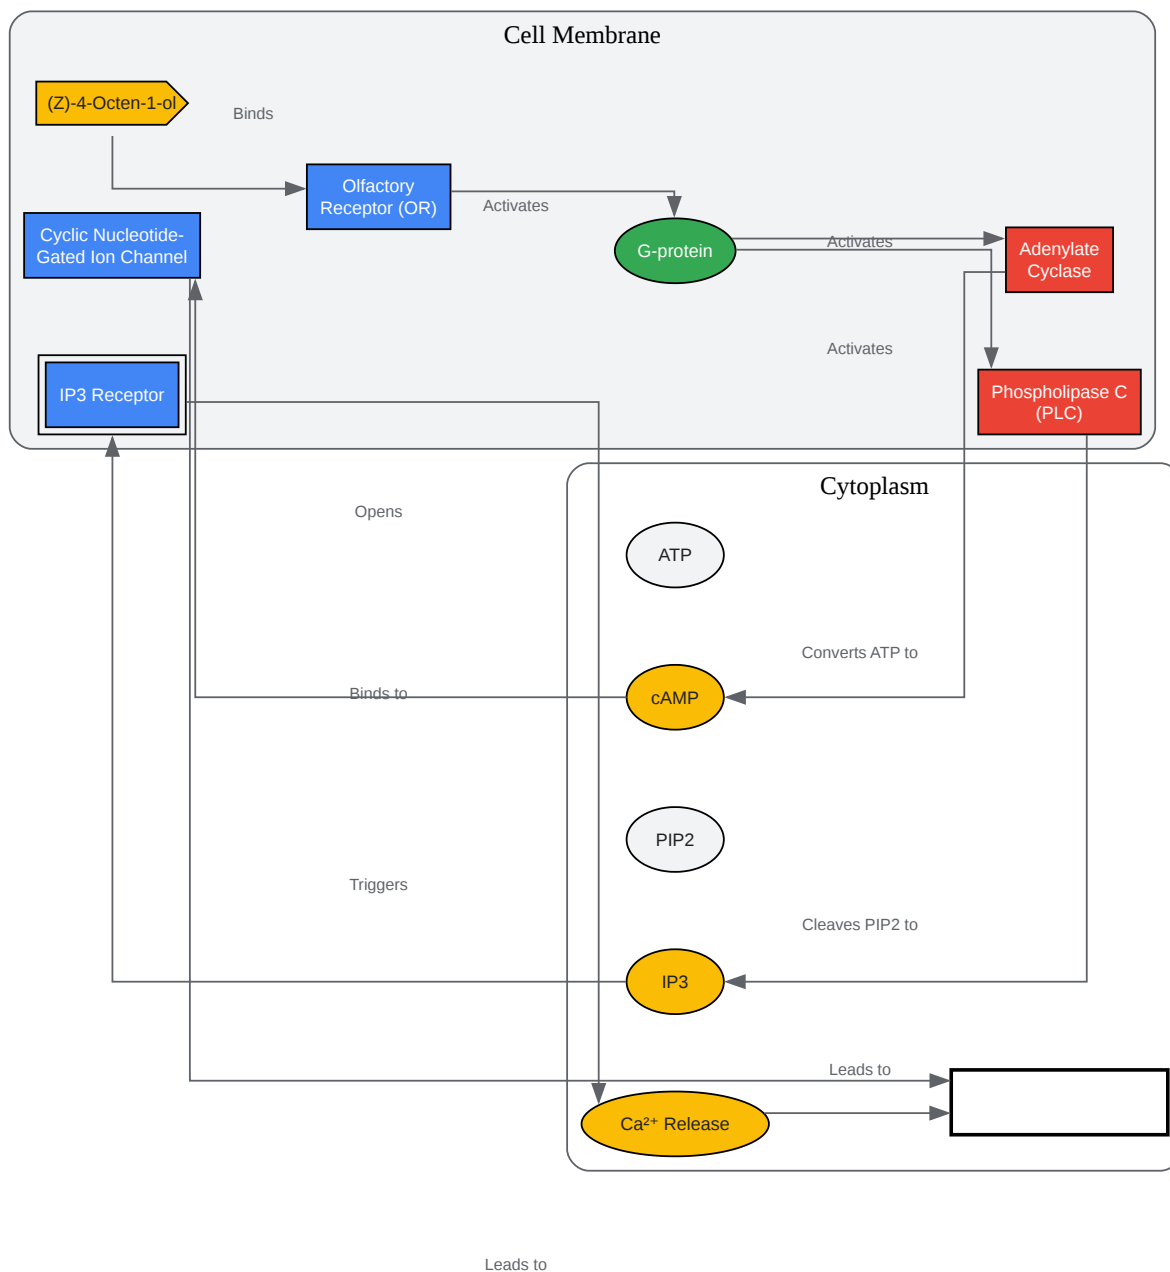 Cell Membrane
(Z)-4-Octen-1-ol
Binds
Olfactory
Receptor (OR)
Activates
Cyclic Nucleotide-
Gated Ion Channel
G-protein
Activates
Adenylate
Cyclase
Activates
IP3 Receptor
Phospholipase C
(PLC)
Cytoplasm
Opens
ATP
Converts ATP to
Binds to
cAMP
PIP2
Triggers
Cleaves PIP2 to
IP3
Leads to
Ca²⁺ Release
Leads to